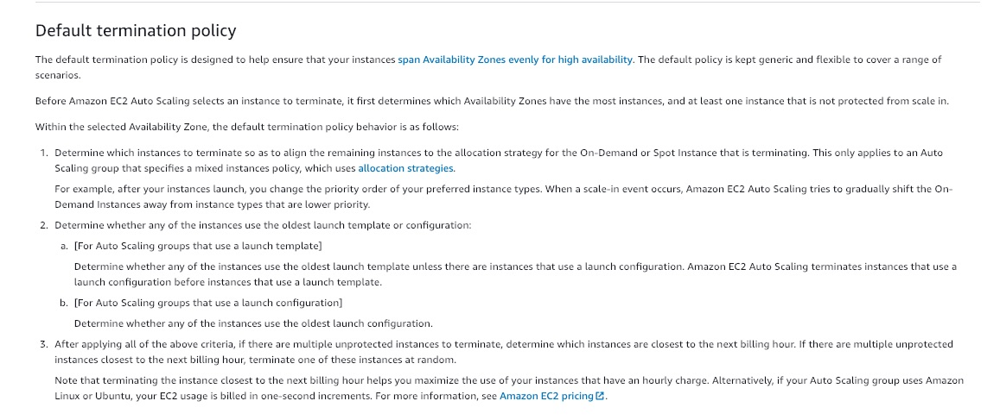 Default termination policy
The default termination policy is designed to help ensure that your instances span Availability Zones evenly for high availability. The default policy is kept generic and flexible to cover a range of
scenarios.
Before Amazon EC2 Auto Scaling selects an instance to terminate, it first determines which Availability Zones have the most instances, and at least one instance that is not protected from scale in.
Within the selected Availability Zone, the default termination policy behavior is as follows:
1. Determine which instances to terminate so as to align the remaining instances to the allocation strategy for the On-Demand or Spot Instance that is terminating. This only applies to an Auto
Scaling group that specifies a mixed instances policy, which uses allocation strategies.
For example, after your instances launch, you change the priority order of your preferred instance types. When a scale-in event occurs, Amazon EC2 Auto Scaling tries to gradually shift the On-
Demand Instances away from instance types that are lower priority.
2. Determine whether any of the instances use the oldest launch template or configuration:
a. [For Auto Scaling groups that use a launch template]
Determine whether any of the instances use the oldest launch template unless there are instances that use a launch configuration. Amazon EC2 Auto Scaling terminates instances that use a
launch configuration before instances that use a launch template.
b. [For Auto Scaling groups that use a launch configuration]
Determine whether any of the instances use the oldest launch configuration.
3. After applying all of the above criteria, if there are multiple unprotected instances to terminate, determine which instances are closest to the next billing hour. If there are multiple unprotected
instances closest to the next billing hour, terminate one of these instances at random.
Note that terminating the instance closest to the next billing hour helps you maximize the use of your instances that have an hourly charge. Alternatively, if your Auto Scaling group uses Amazon
Linux or Ubuntu, your EC2 usage is billed in one-second increments. For more information, see Amazon EC2 pricing.